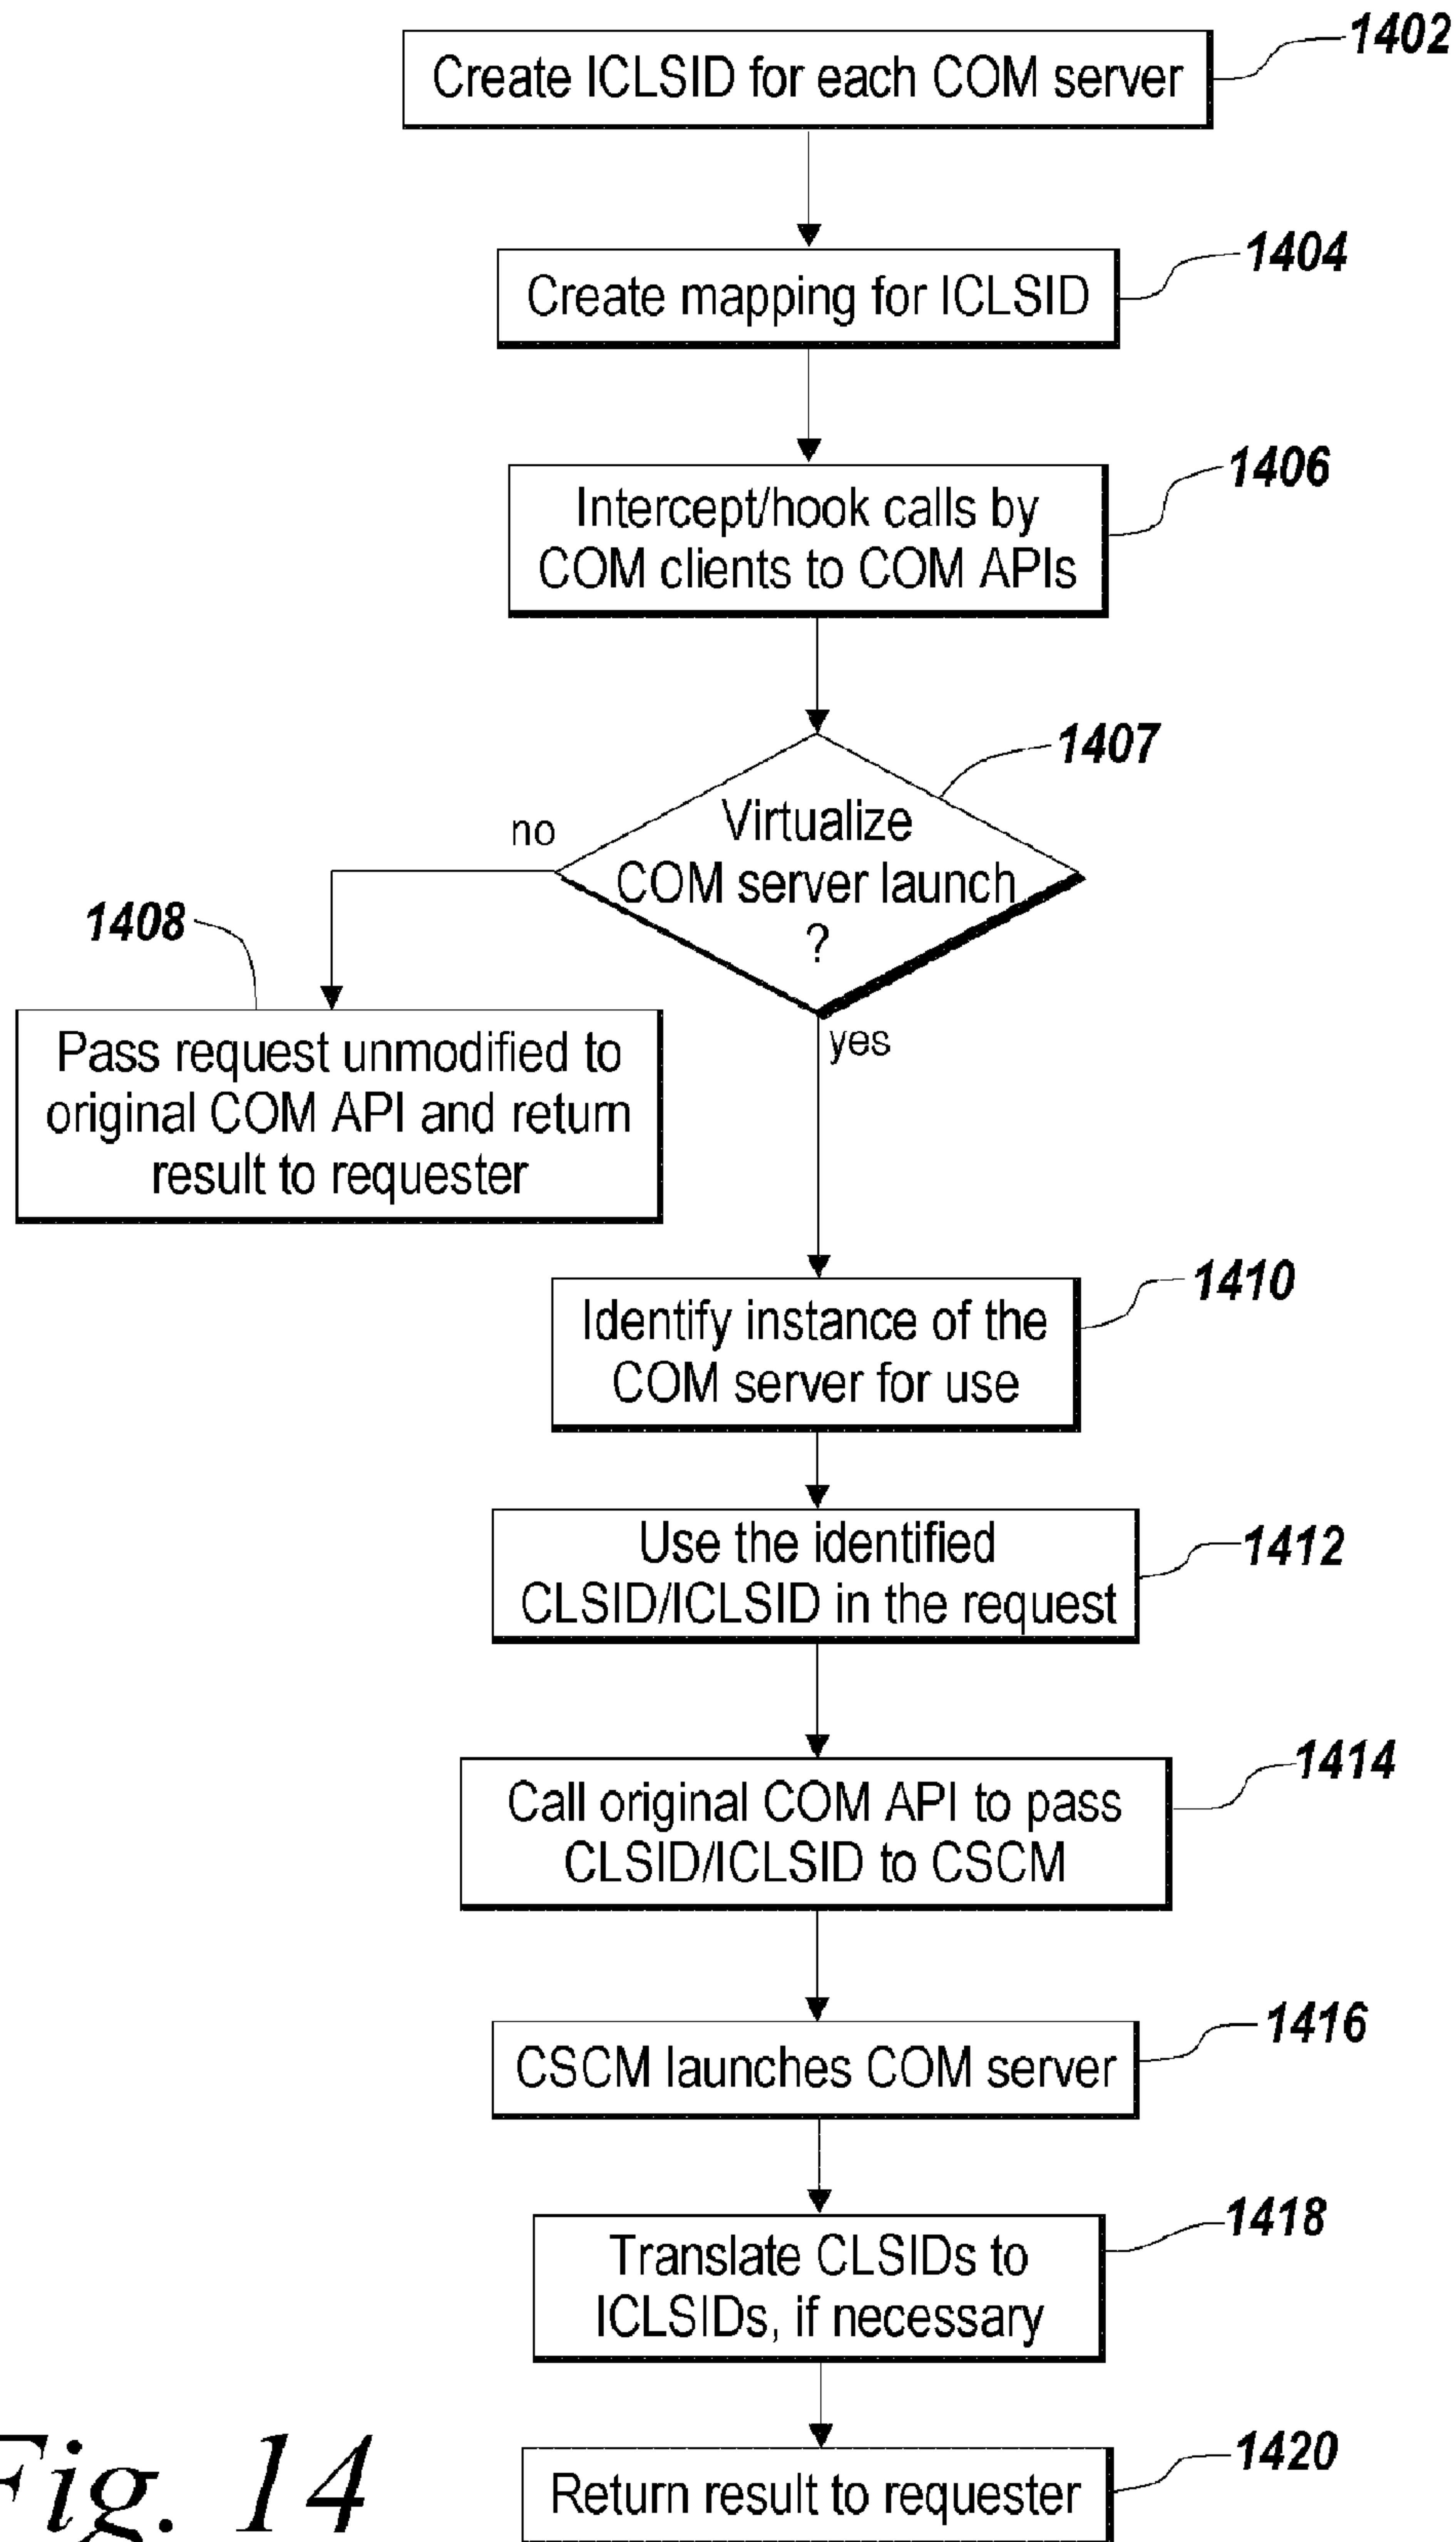 1402
Create ICLSID for each COM server
1404
Create mapping for ICLSID
1406
Intercept/hook calls by
COM clients to COM APIs
1407
Virtualize
COM server launch
?
no
1408
Pass request unmodified to
original COM API and return
result to requester
yes
1410
Identify instance of the
COM server for use
1412
Use the identified
CLSID/ICLSID in the request
1414
Call original COM API to pass
CLSID/ICLSID to CSCM
1416
CSCM launches COM server
1418
Translate CLSIDs to
ICLSIDs, if necessary
1420
Return result to requester
Fig. 14